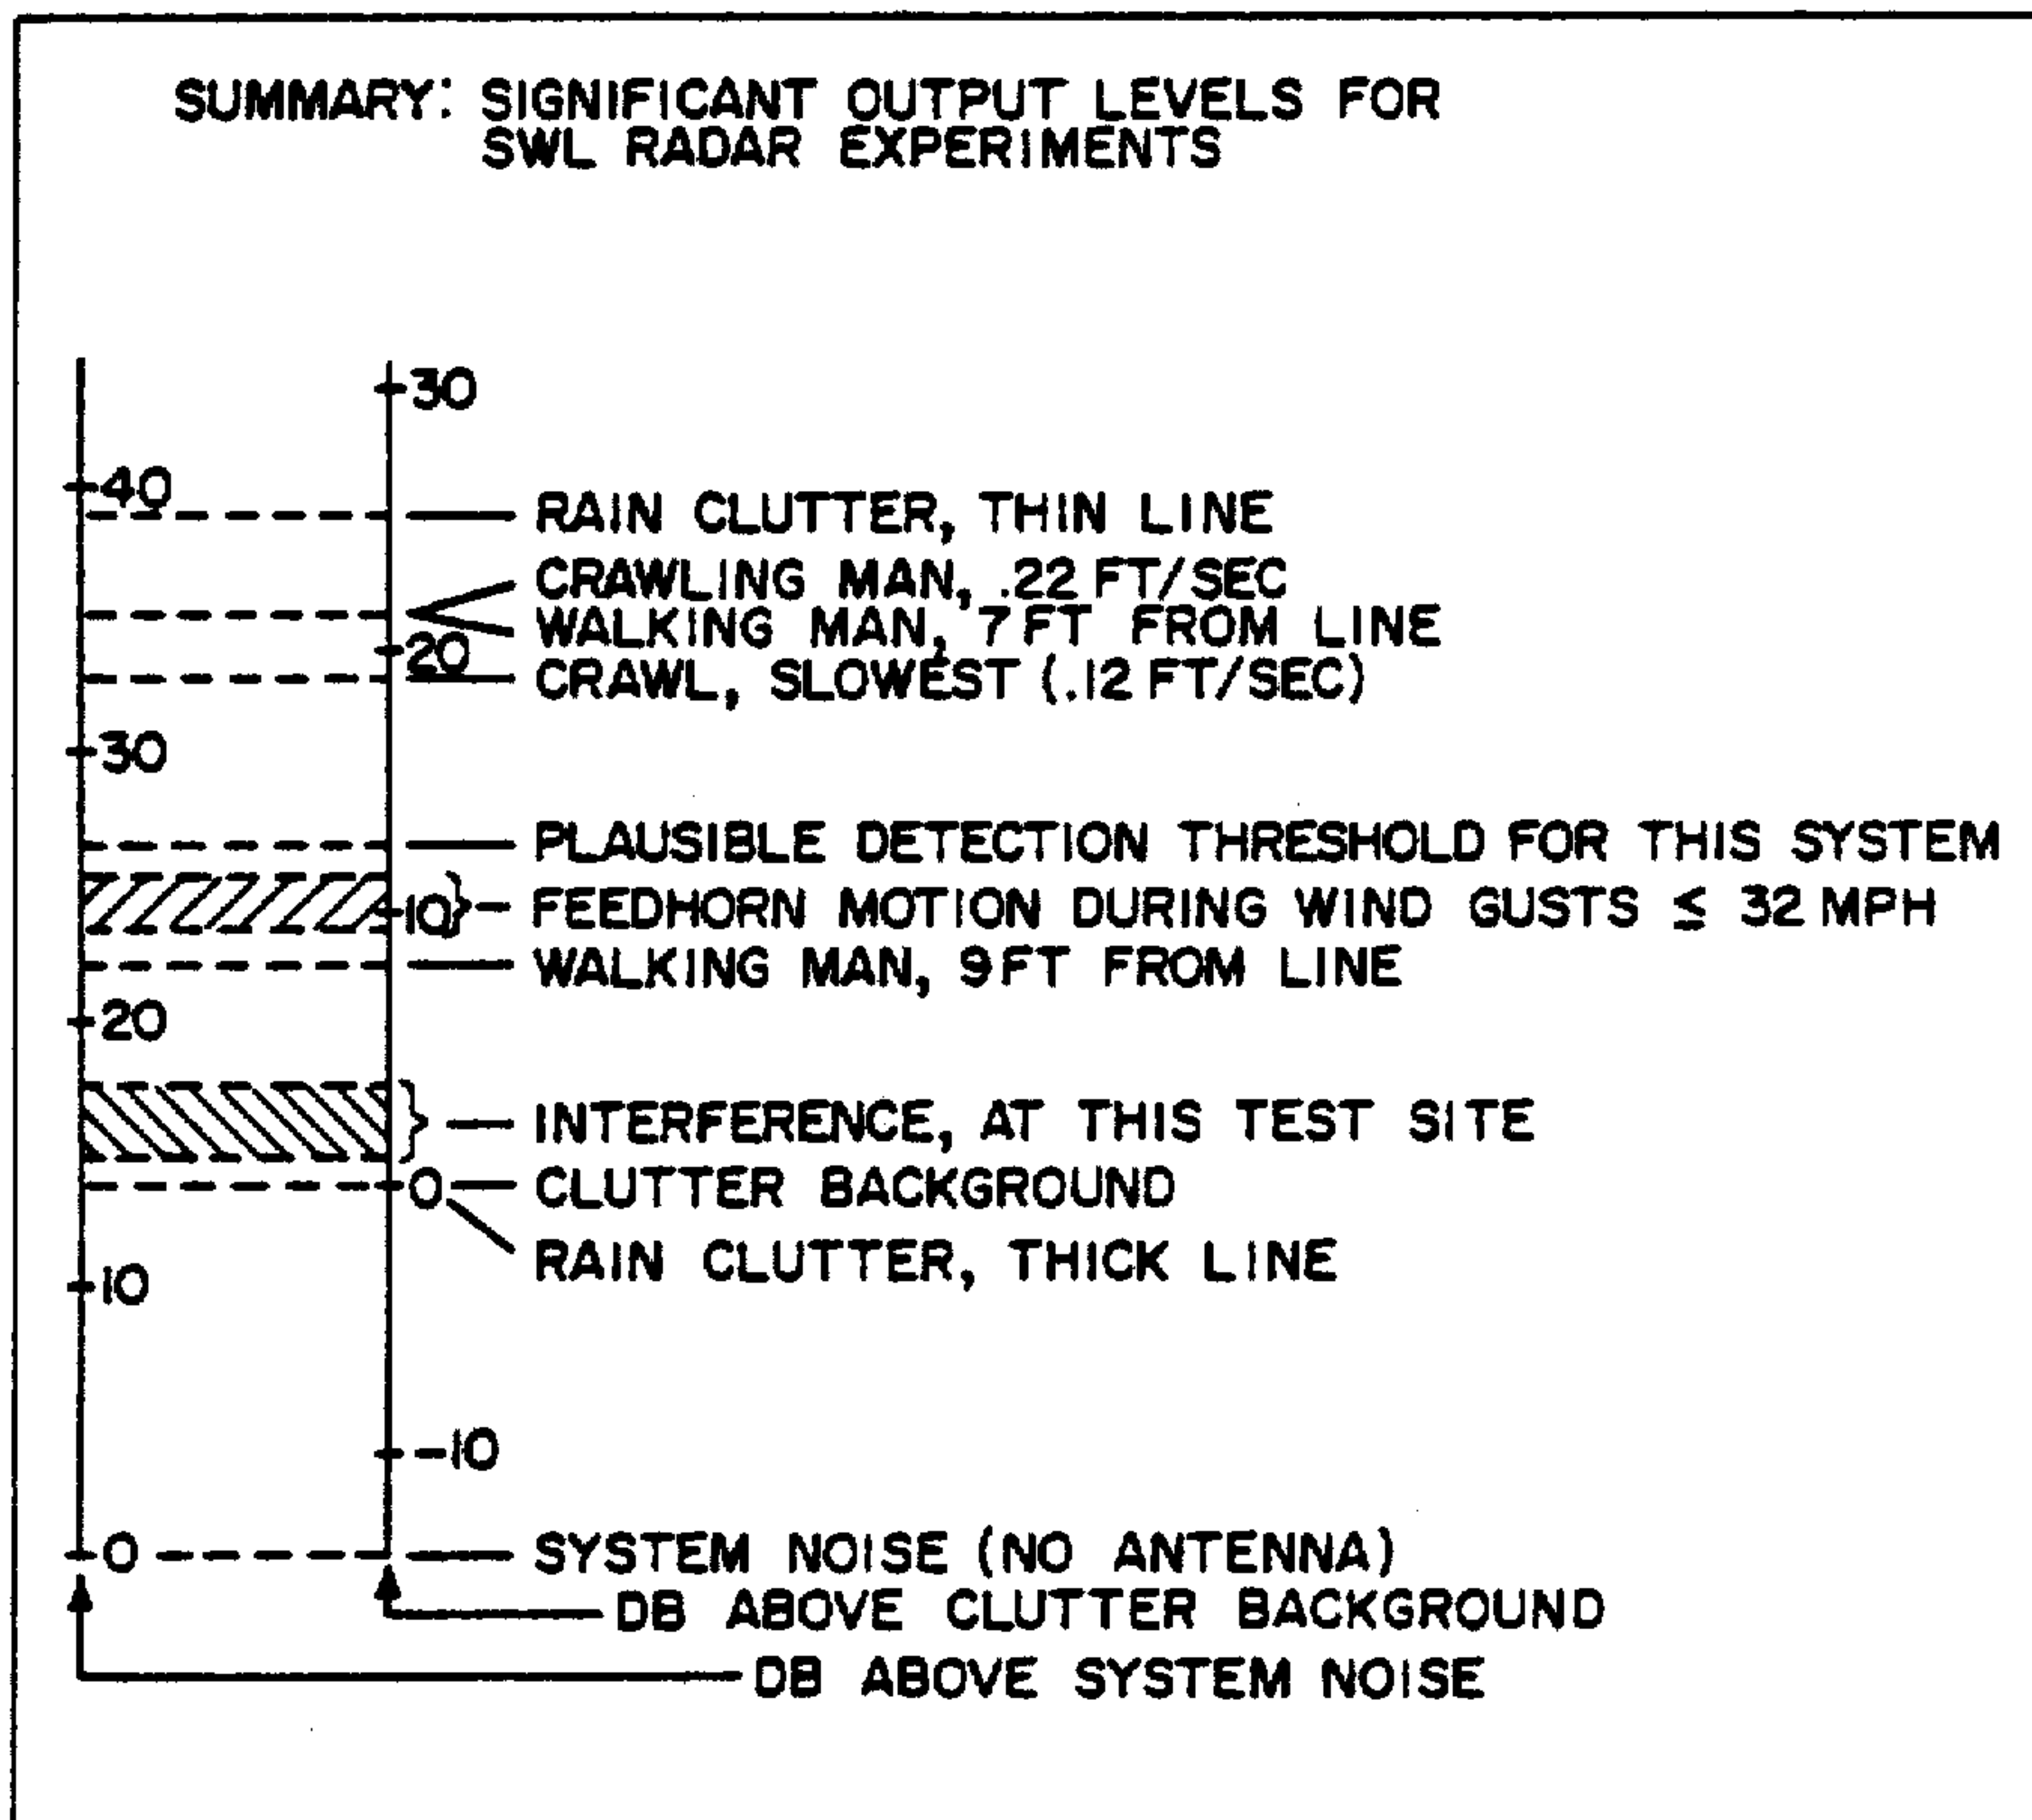 SUMMARY: SIGNIFICANT OUTPUT LEVELS FOR
SWL RADAR EXPERIMENTS
30
40
RAIN CLUTTER, THIN LINE
CRAWLING MAN, .22 FT/SEC
WALKING MAN, 7 FT FROM LINE
20
CRAWL, SLOWEST (.12 FT/SEC)
30
PLAUSIBLE DETECTION THRESHOLD FOR THIS SYSTEM
10 FEEDHORN MOTION DURING WIND GUSTS ≤ 32 MPH
WALKING MAN, 9 FT FROM LINE
20
INTERFERENCE, AT THIS TEST SITE
0 CLUTTER BACKGROUND
RAIN CLUTTER, THICK LINE
10
-10
0 SYSTEM NOISE (NO ANTENNA)
DB ABOVE CLUTTER BACKGROUND
DB ABOVE SYSTEM NOISE